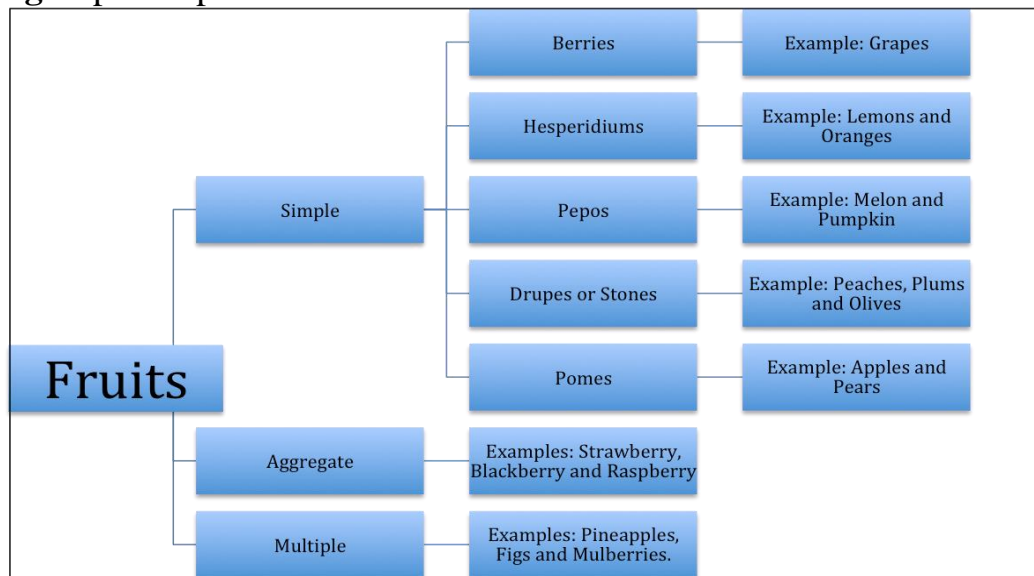 Berries
Example: Grapes
Hesperidiums
Example: Lemons and
Oranges
Simple
Pepos
Example: Melon and
Pumpkin
Drupes or Stones
Example: Peaches, Plums
and Olives
Fruits
Pomes
Example: Apples and
Pears
Aggregate
Examples: Strawberry,
Blackberry and Raspberry
Multiple
Examples: Pineapples,
Figs and Mulberries.